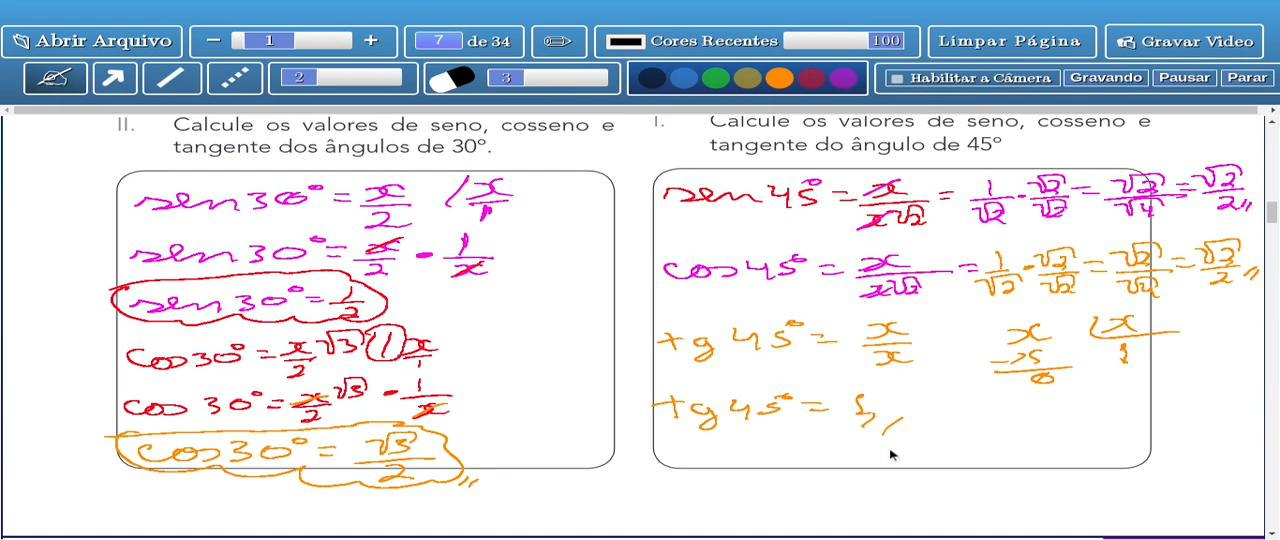 Abrir Arquivo − 1 + 7 de 34 Cores Recentes 100 Limpar Página Gravar Video
2 3 Habilitar a Câmera Gravando Pausar Parar
II. Calcule os valores de seno, cosseno e
tangente dos ângulos de 30º.
sen 30° = x/2 / x/1
sen 30° = x/2 · 1/x
sen 30° = 1/2
cos 30° = x/2 √3 / x/1
cos 30° = x/2 √3 · 1/x
cos 30° = √3/2 //
I. Calcule os valores de seno, cosseno e
tangente do ângulo de 45º
sen 45° = x/x√2 = 1/√2 · √2/√2 = √2/√4 = √2/2 //
cos 45° = x/x√2 = 1/√2 · √2/√2 = √2/√4 = √2/2 //
tg 45° = x/x
tg 45° = 1 //